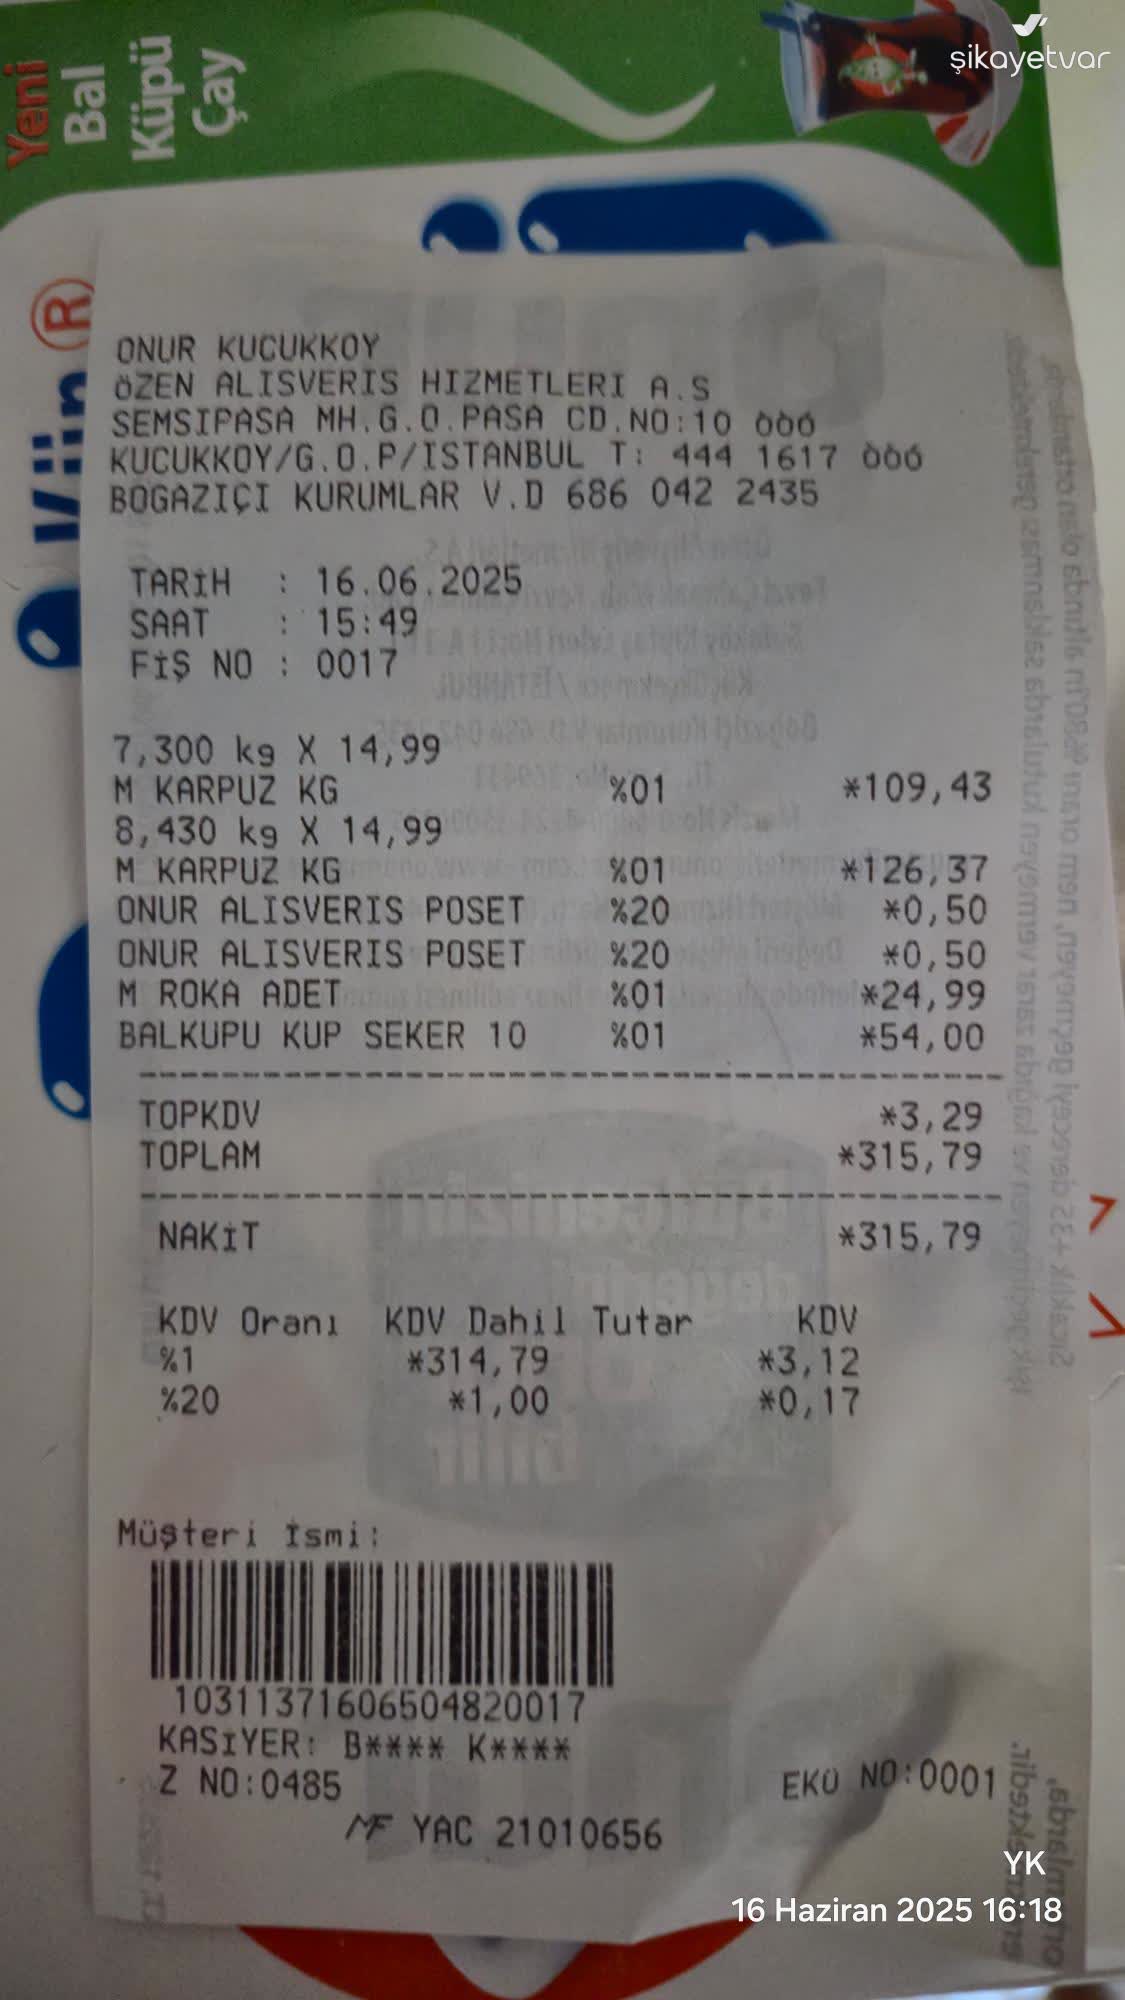 şikayetvar
Yeni
Bal
Küpü
Çay
®
ONUR KUCUKKOY
ÖZEN ALISVERIS HIZMETLERI A.S
SEMSIPASA MH.G.O.PASA CD.NO:10 òòó
KUCUKKOY/G.O.P/ISTANBUL T: 444 1617 òòó
BOGAZIÇI KURUMLAR V.D 686 042 2435
TARİH : 16.06.2025
SAAT : 15:49
FİŞ NO : 0017
7,300 kg X 14,99
M KARPUZ KG %01 *109,43
8,430 kg X 14,99
M KARPUZ KG %01 *126,37
ONUR ALISVERIS POSET %20 *0,50
ONUR ALISVERIS POSET %20 *0,50
M ROKA ADET %01 *24,99
BALKUPU KUP SEKER 10 %01 *54,00
TOPKDV *3,29
TOPLAM *315,79
NAKİT *315,79
KDV Oranı KDV Dahil Tutar KDV
%1 *314,79 *3,12
%20 *1,00 *0,17
Müşteri İsmi:
10311371606504820017
KASİYER: B**** K****
Z NO:0485 EKÜ NO:0001
MF YAC 21010656
YK
16 Haziran 2025 16:18